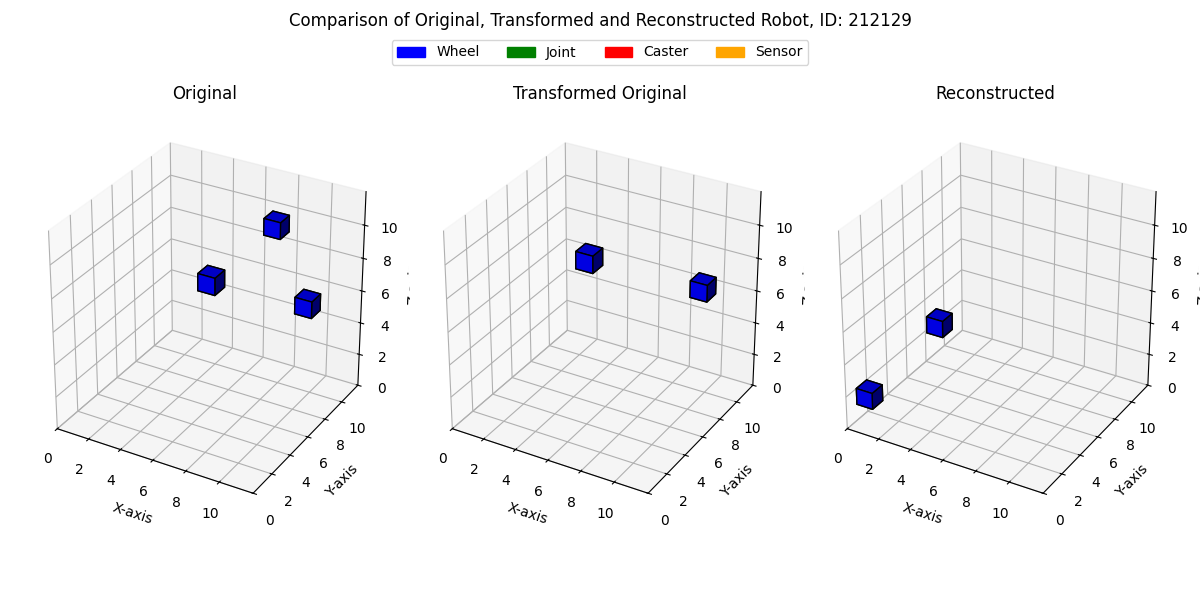 Comparison of Original, Transformed and Reconstructed Robot, ID: 212129
Wheel Joint Caster Sensor
Original
Transformed Original
Reconstructed
0 2 4 6 8 10
X-axis
0 2 4 6 8 10
Y-axis
0 2 4 6 8 10
0 2 4 6 8 10
X-axis
0 2 4 6 8 10
Y-axis
0 2 4 6 8 10
0 2 4 6 8 10
X-axis
0 2 4 6 8 10
Y-axis
0 2 4 6 8 10